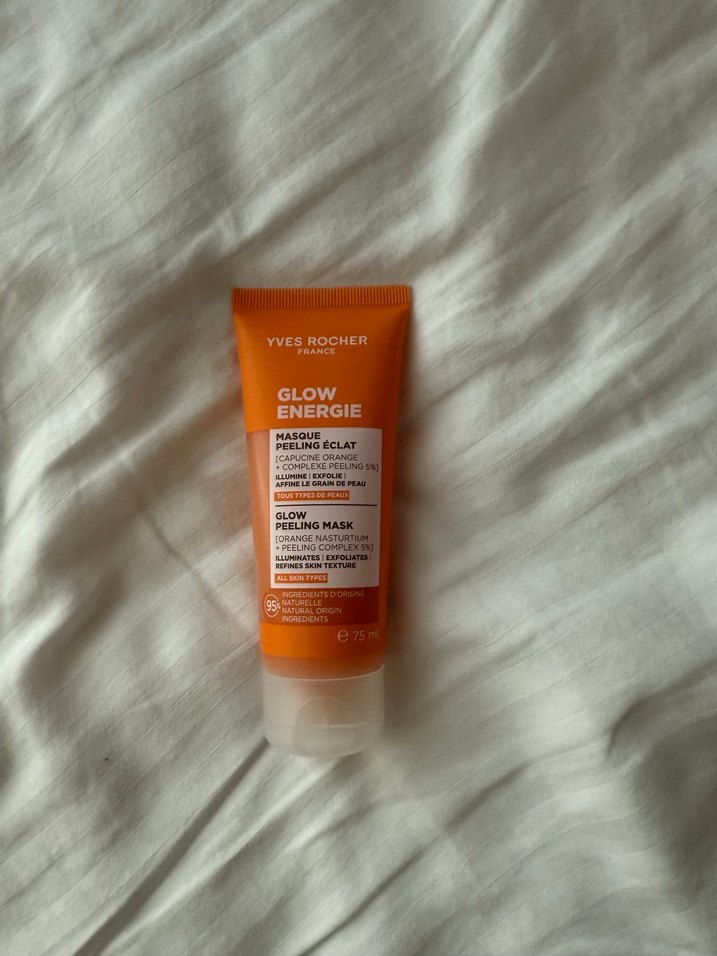 YVES ROCHER
FRANCE
GLOW
ENERGIE
MASQUE
PEELING ÉCLAT
[CAPUCINE ORANGE
+ COMPLEXE PEELING 5%]
ILLUMINE | EXFOLIE |
AFFINE LE GRAIN DE PEAU
TOUS TYPES DE PEAUX
GLOW
PEELING MASK
[ORANGE NASTURTIUM
+ PEELING COMPLEX 5%]
ILLUMINATES | EXFOLIATES |
REFINES SKIN TEXTURE
ALL SKIN TYPES
95%
INGRÉDIENTS D'ORIGINE
NATURELLE
NATURAL ORIGIN
INGREDIENTS
e 75 ml